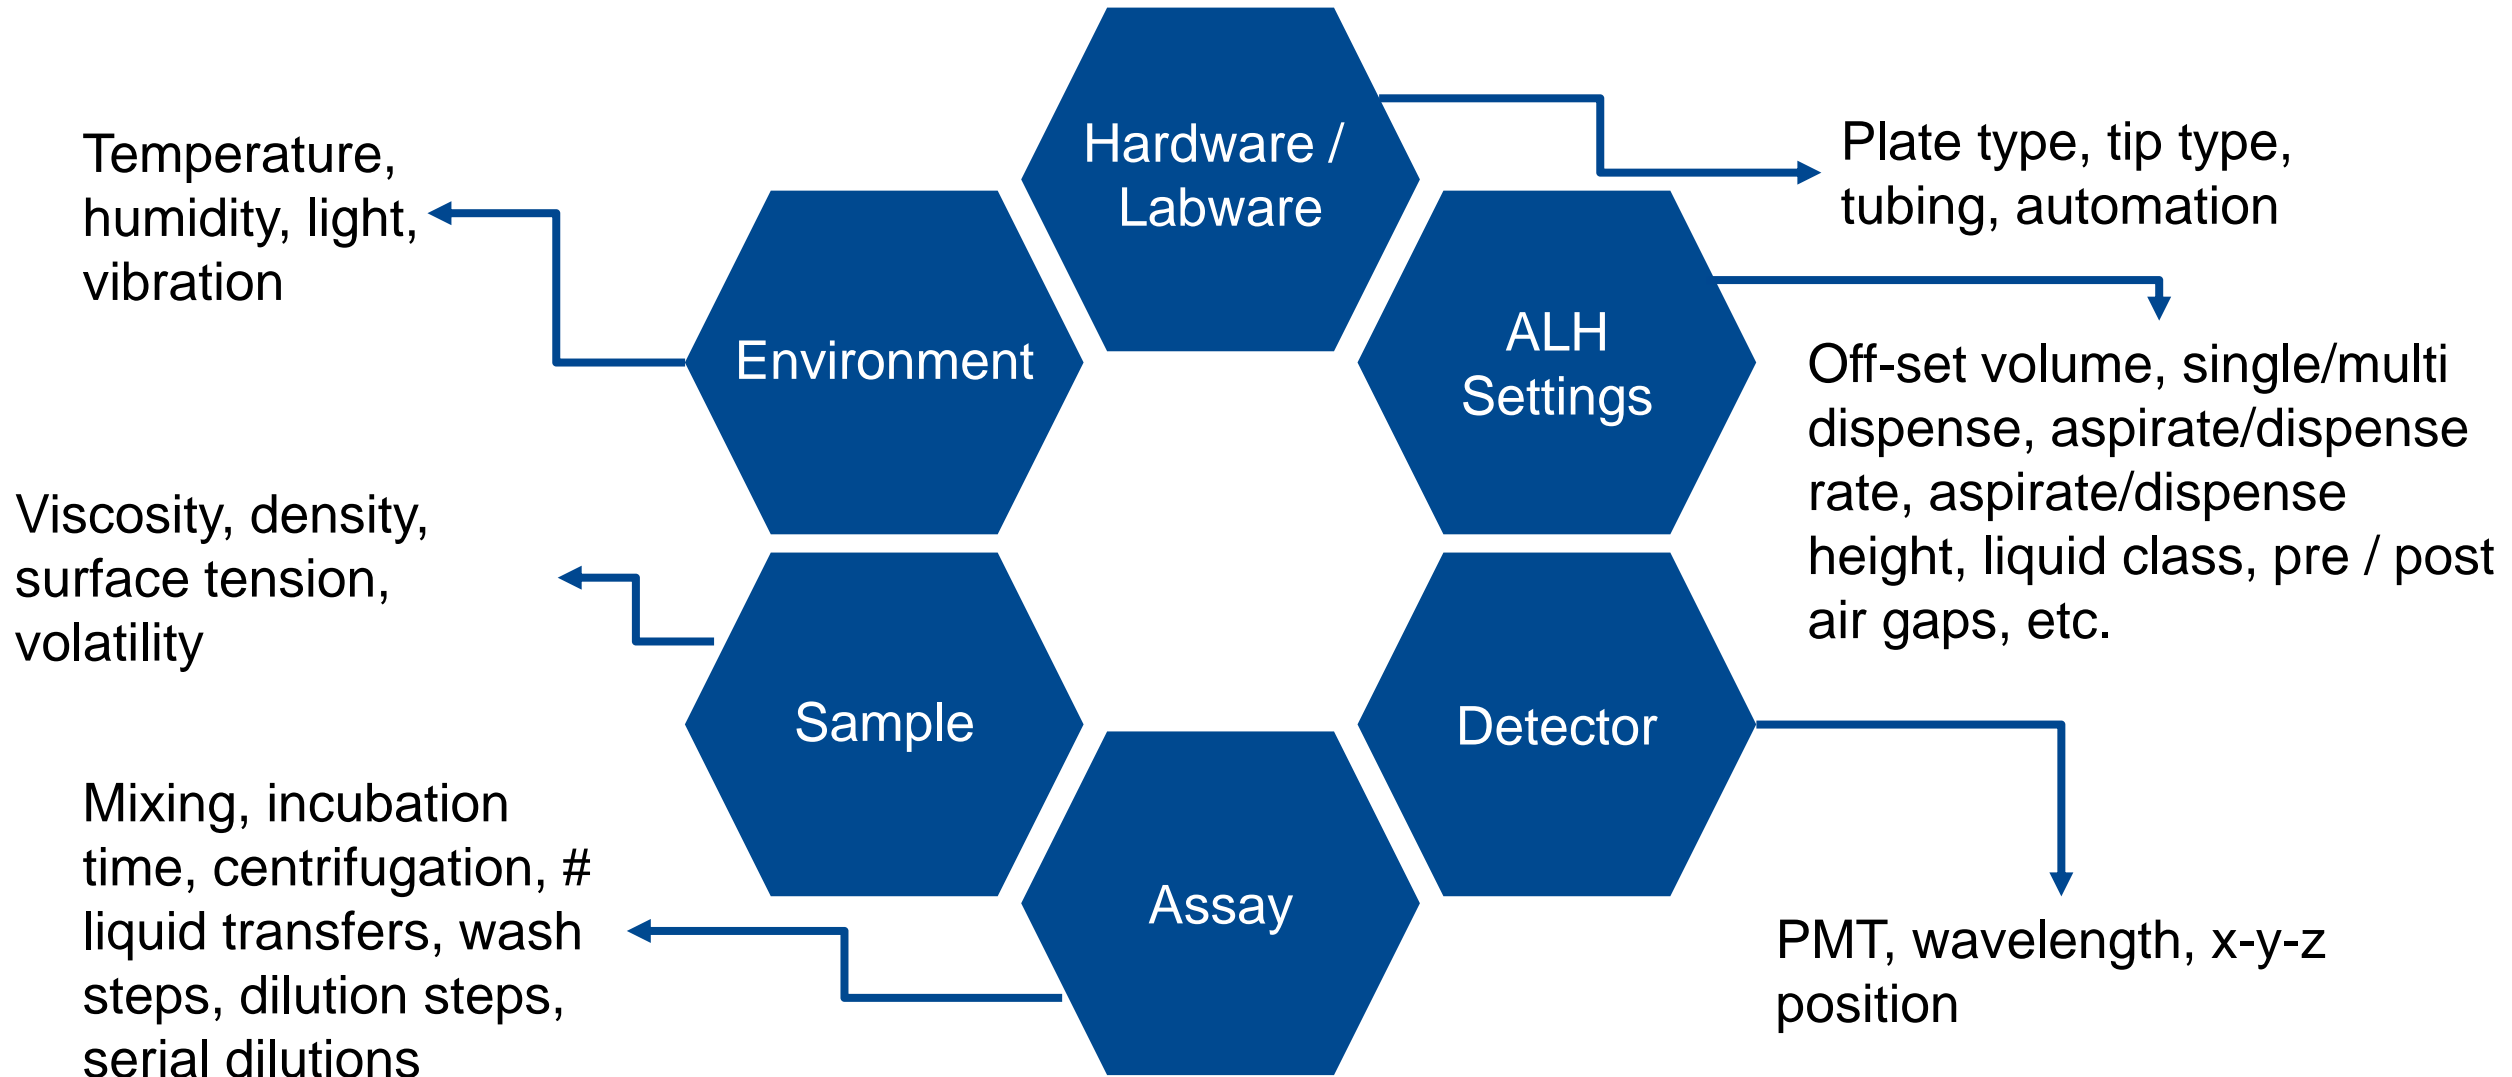 Hardware /
Labware
Plate type, tip type,
tubing, automation
Temperature,
humidity, light,
vibration
Environment
ALH
Settings
Off-set volume, single/multi
dispense, aspirate/dispense
rate, aspirate/dispense
height, liquid class, pre / post
air gaps, etc.
Viscosity, density,
surface tension,
volatility
Sample
Detector
Mixing, incubation
time, centrifugation, #
liquid transfers, wash
steps, dilution steps,
serial dilutions
Assay
PMT, wavelength, x-y-z
position